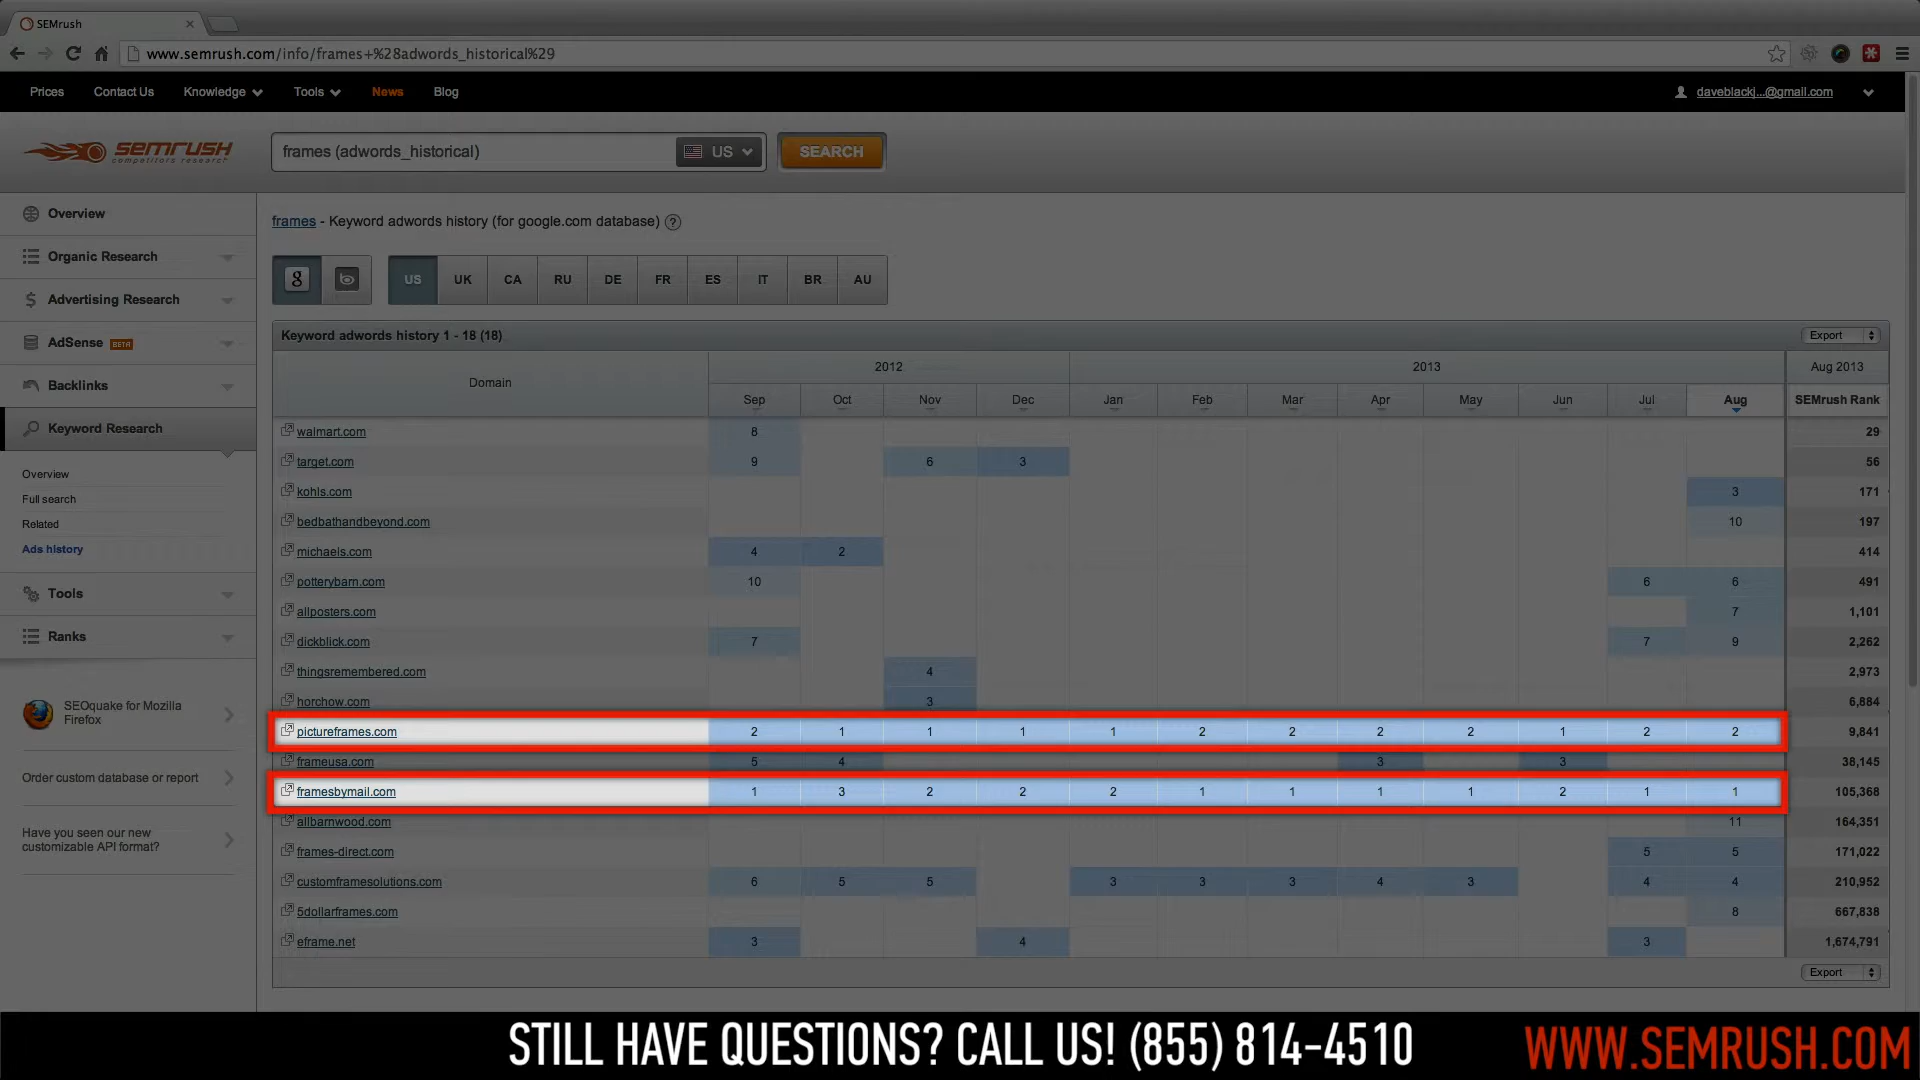 SEMrush
www.semrush.com/info/frames+%28adwords_historical%29
Prices Contact Us Knowledge Tools News Blog daveblackj...@gmail.com
semrush
competitors research
frames (adwords_historical) US SEARCH
Overview
Organic Research
Advertising Research
AdSense BETA
Backlinks
Keyword Research
Overview
Full search
Related
Ads history
Tools
Ranks
SEOquake for Mozilla
Firefox
Order custom database or report
Have you seen our new
customizable API format?
frames - Keyword adwords history (for google.com database) ?
g b US UK CA RU DE FR ES IT BR AU
Keyword adwords history 1 - 18 (18) Export
Domain 2012 2013 Aug 2013
Sep Oct Nov Dec Jan Feb Mar Apr May Jun Jul Aug SEMrush Rank
walmart.com 8 29
target.com 9 6 3 56
kohls.com 3 171
bedbathandbeyond.com 10 197
michaels.com 4 2 414
potterybarn.com 10 6 6 491
allposters.com 7 1,101
dickblick.com 7 7 9 2,262
thingsremembered.com 4 2,973
horchow.com 3 6,884
pictureframes.com 2 1 1 1 1 2 2 2 2 1 2 2 9,841
frameusa.com 5 4 3 3 38,145
framesbymail.com 1 3 2 2 2 1 1 1 1 2 1 1 105,368
allbarnwood.com 11 164,351
frames-direct.com 5 5 171,022
customframesolutions.com 6 5 5 3 3 3 4 3 4 4 210,952
5dollarframes.com 8 667,838
eframe.net 3 4 3 1,674,791
Export
STILL HAVE QUESTIONS? CALL US! (855) 814-4510 WWW.SEMRUSH.COM